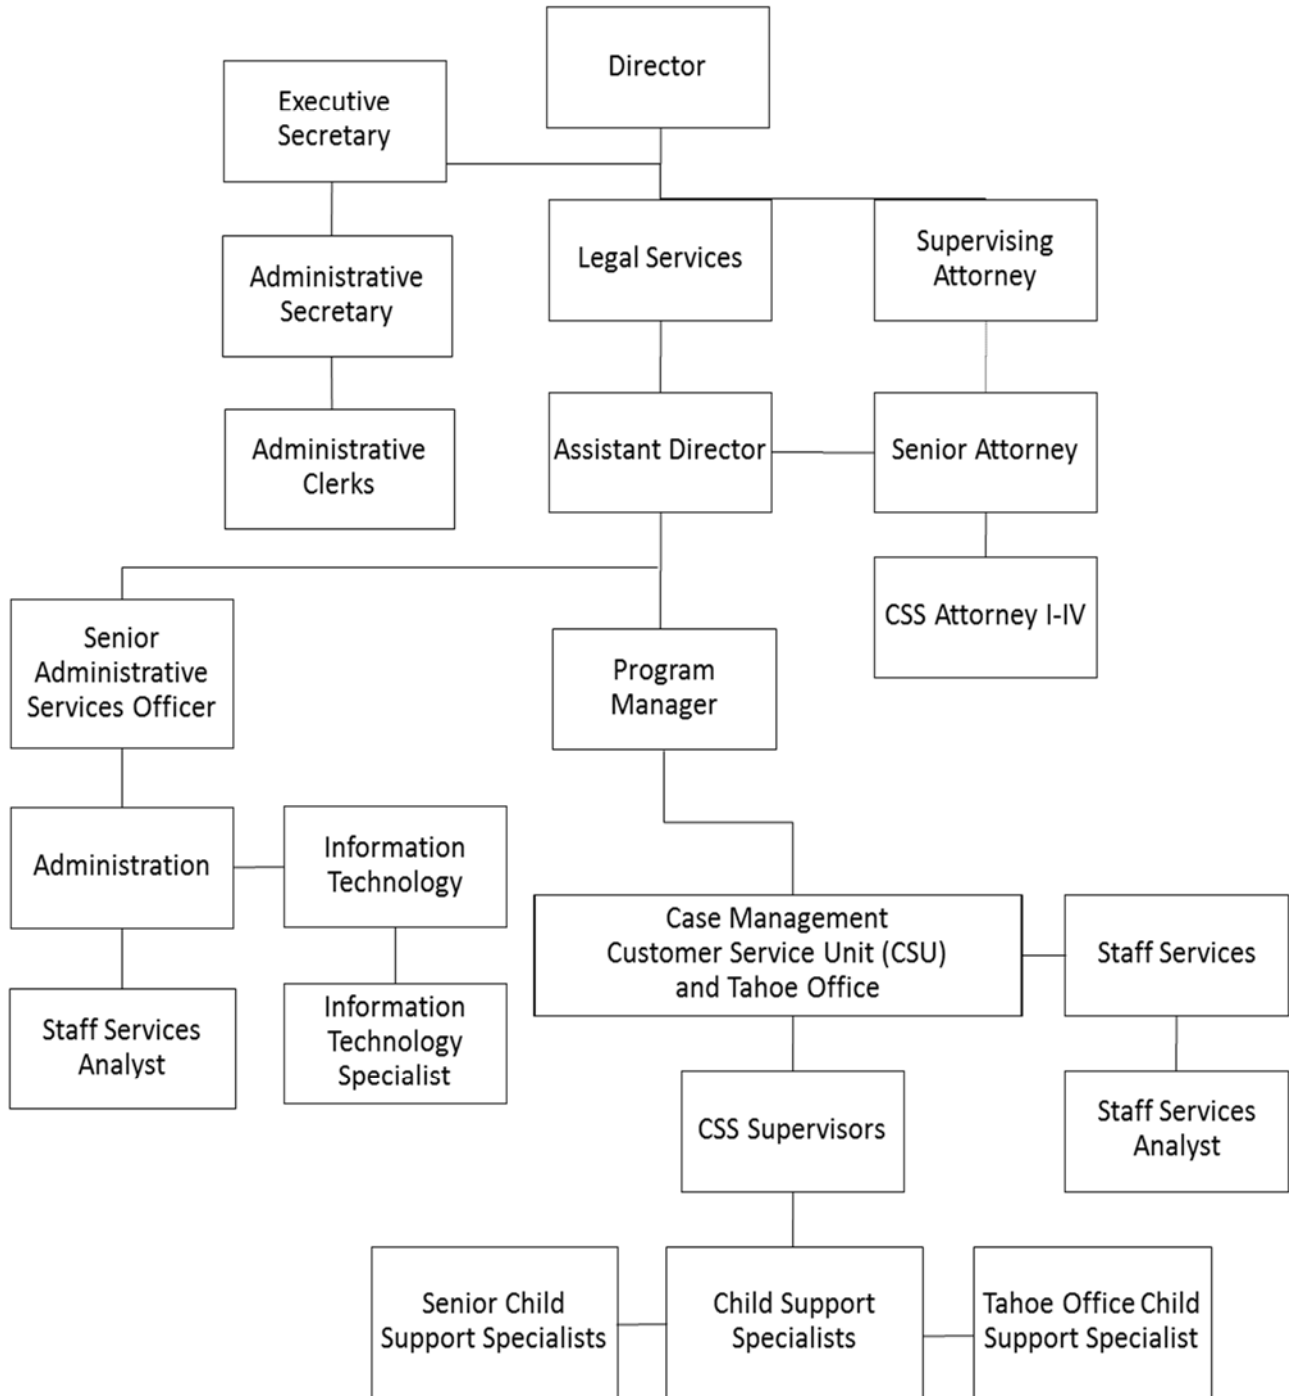 Director
Executive
Secretary
Legal Services
Supervising
Attorney
Administrative
Secretary
Assistant Director
Senior Attorney
Administrative
Clerks
CSS Attorney I-IV
Senior
Administrative
Services Officer
Program
Manager
Administration
Information
Technology
Case Management
Customer Service Unit (CSU)
and Tahoe Office
Staff Services
Staff Services
Analyst
Information
Technology
Specialist
CSS Supervisors
Staff Services
Analyst
Senior Child
Support Specialists
Child Support
Specialists
Tahoe Office Child
Support Specialist